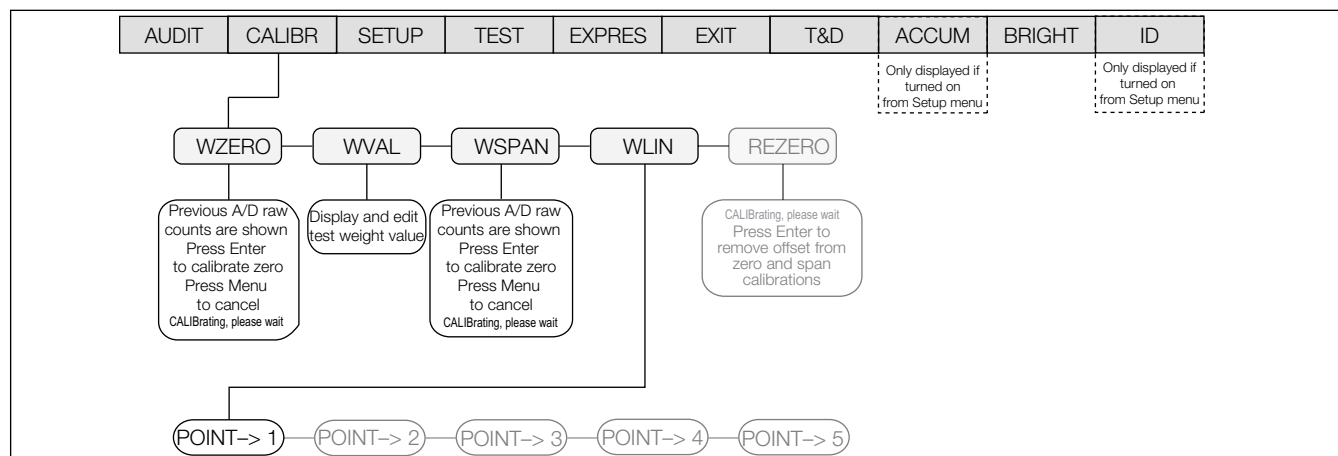 AUDIT CALIBR SETUP TEST EXPRES EXIT T&D ACCUM BRIGHT ID
Only displayed if
turned on
from Setup menu
Only displayed if
turned on
from Setup menu
WZERO WVAL WSPAN WLIN REZERO
Previous A/D raw
counts are shown
Press Enter
to calibrate zero
Press Menu
to cancel
CALIBrating, please wait
Display and edit
test weight value
Previous A/D raw
counts are shown
Press Enter
to calibrate zero
Press Menu
to cancel
CALIBrating, please wait
CALIBrating, please wait
Press Enter to
remove offset from
zero and span
calibrations
POINT–> 1 POINT–> 2 POINT–> 3 POINT–> 4 POINT–> 5